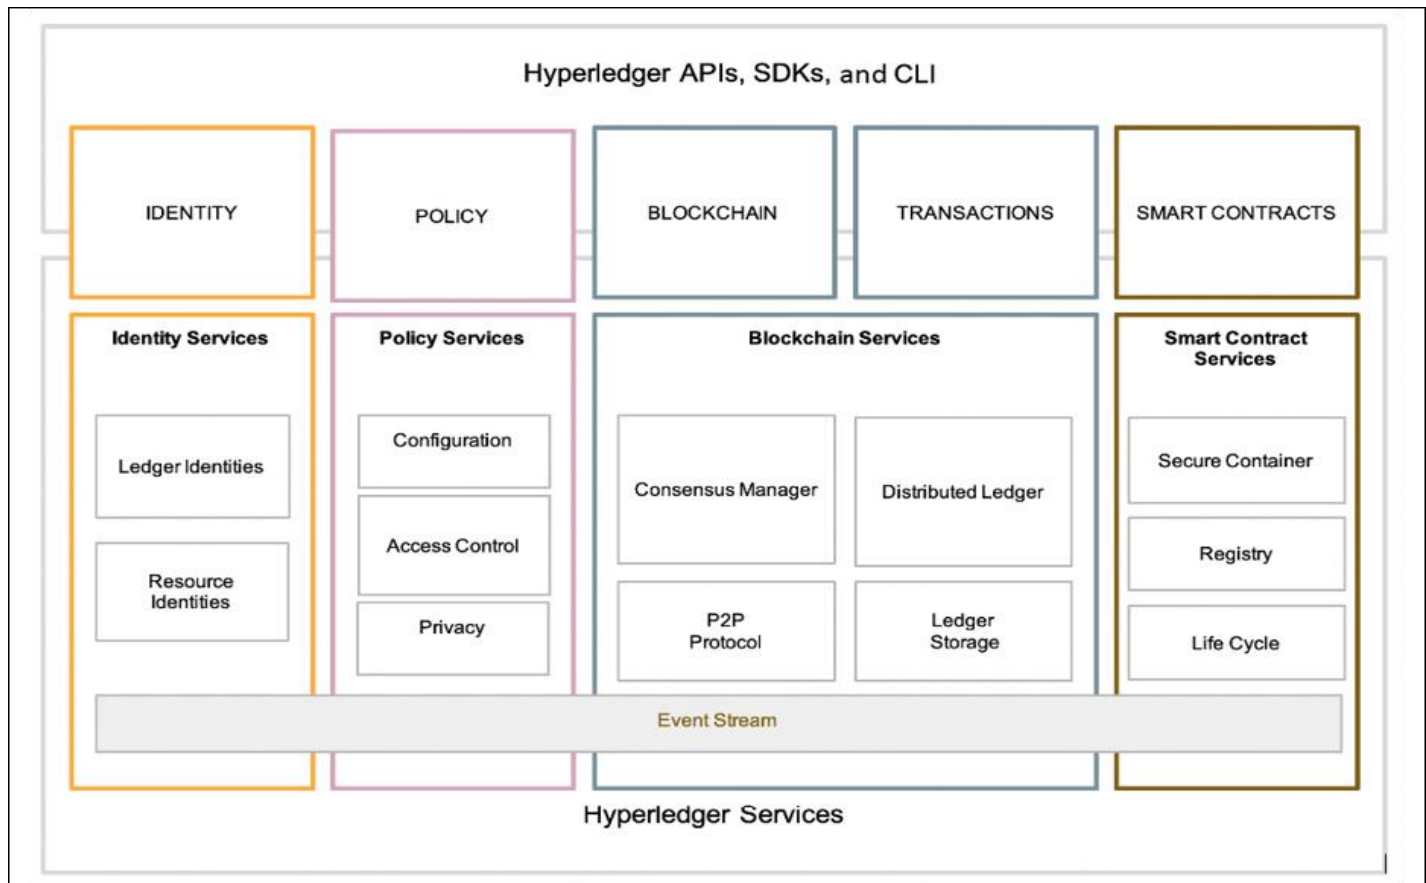 Hyperledger APIs, SDKs, and CLI
IDENTITY
POLICY
BLOCKCHAIN
TRANSACTIONS
SMART CONTRACTS
Identity Services
Ledger Identities
Resource
Identities
Policy Services
Configuration
Access Control
Privacy
Blockchain Services
Consensus Manager
Distributed Ledger
P2P
Protocol
Ledger
Storage
Smart Contract
Services
Secure Container
Registry
Life Cycle
Event Stream
Hyperledger Services